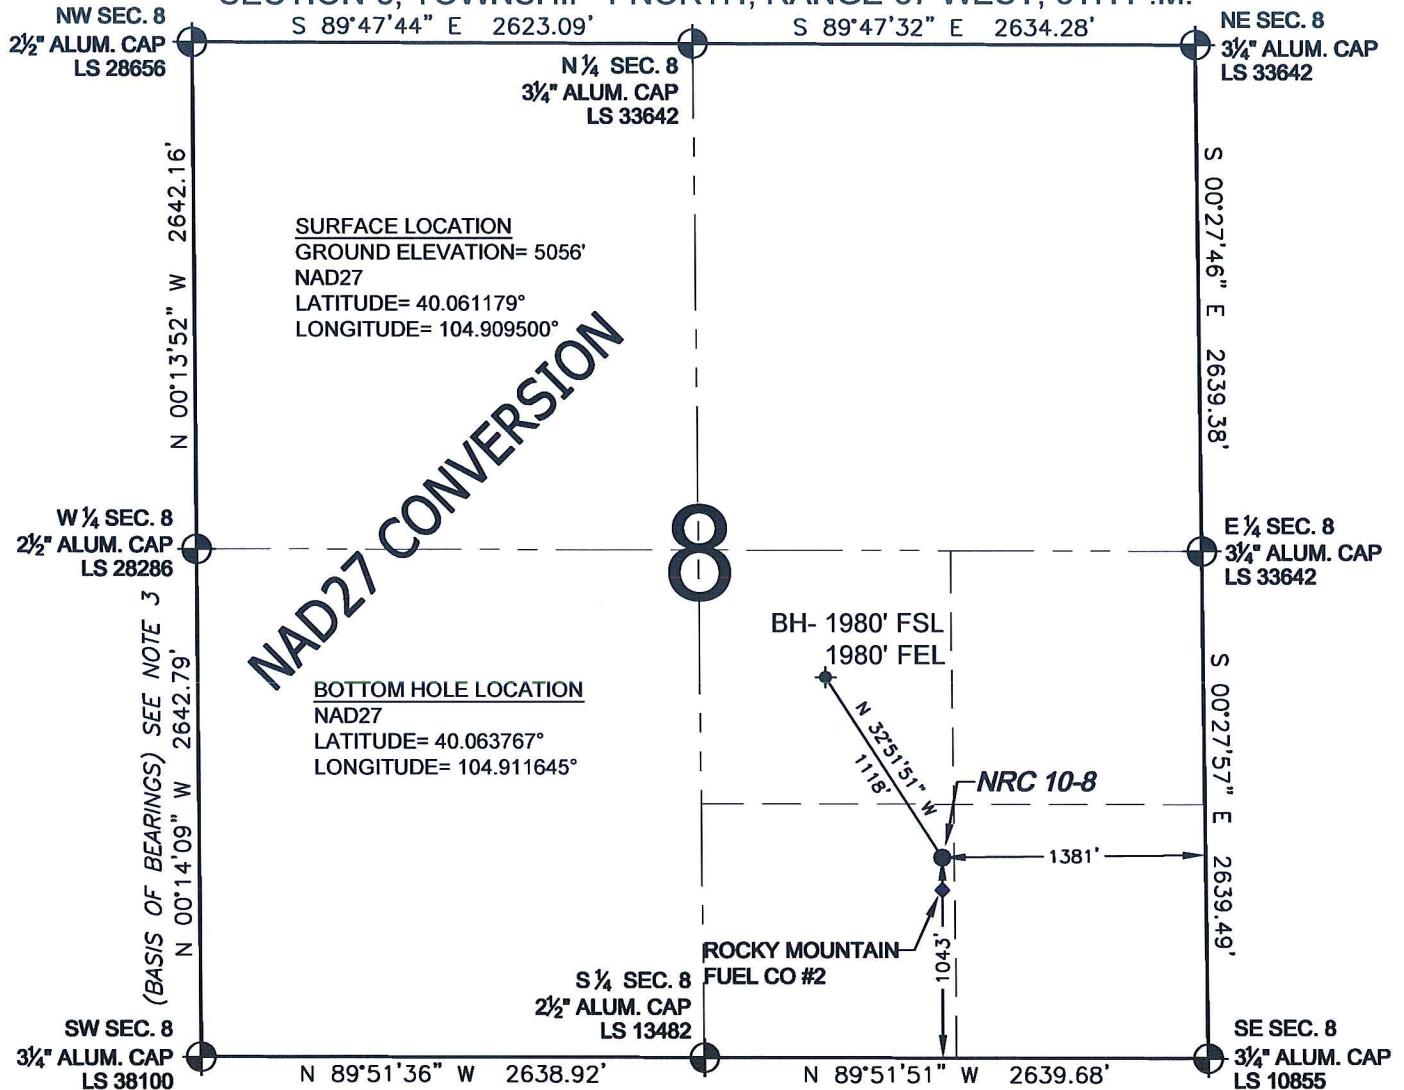 NW SEC. 8
2½" ALUM. CAP
LS 28656
S 89°47'44" E 2623.09'
S 89°47'32" E 2634.28'
NE SEC. 8
3¼" ALUM. CAP
LS 33642
N ¼ SEC. 8
3¼" ALUM. CAP
LS 33642
N 00°13'52" W 2642.16'
S 00°27'46" E 2639.38'
SURFACE LOCATION
GROUND ELEVATION= 5056'
NAD27
LATITUDE= 40.061179°
LONGITUDE= 104.909500°
NAD27 CONVERSION
W ¼ SEC. 8
2½" ALUM. CAP
LS 28286
8
E ¼ SEC. 8
3¼" ALUM. CAP
LS 33642
(BASIS OF BEARINGS) SEE NOTE 3
N 00°14'09" W 2642.79'
BH- 1980' FSL
1980' FEL
S 00°27'57" E 2639.49'
BOTTOM HOLE LOCATION
NAD27
LATITUDE= 40.063767°
LONGITUDE= 104.911645°
N 32°51'51" W
1118'
NRC 10-8
1381'
1043'
ROCKY MOUNTAIN
FUEL CO #2
S ¼ SEC. 8
2½" ALUM. CAP
LS 13482
SW SEC. 8
3¼" ALUM. CAP
LS 38100
N 89°51'36" W 2638.92'
N 89°51'51" W 2639.68'
SE SEC. 8
3¼" ALUM. CAP
LS 10855